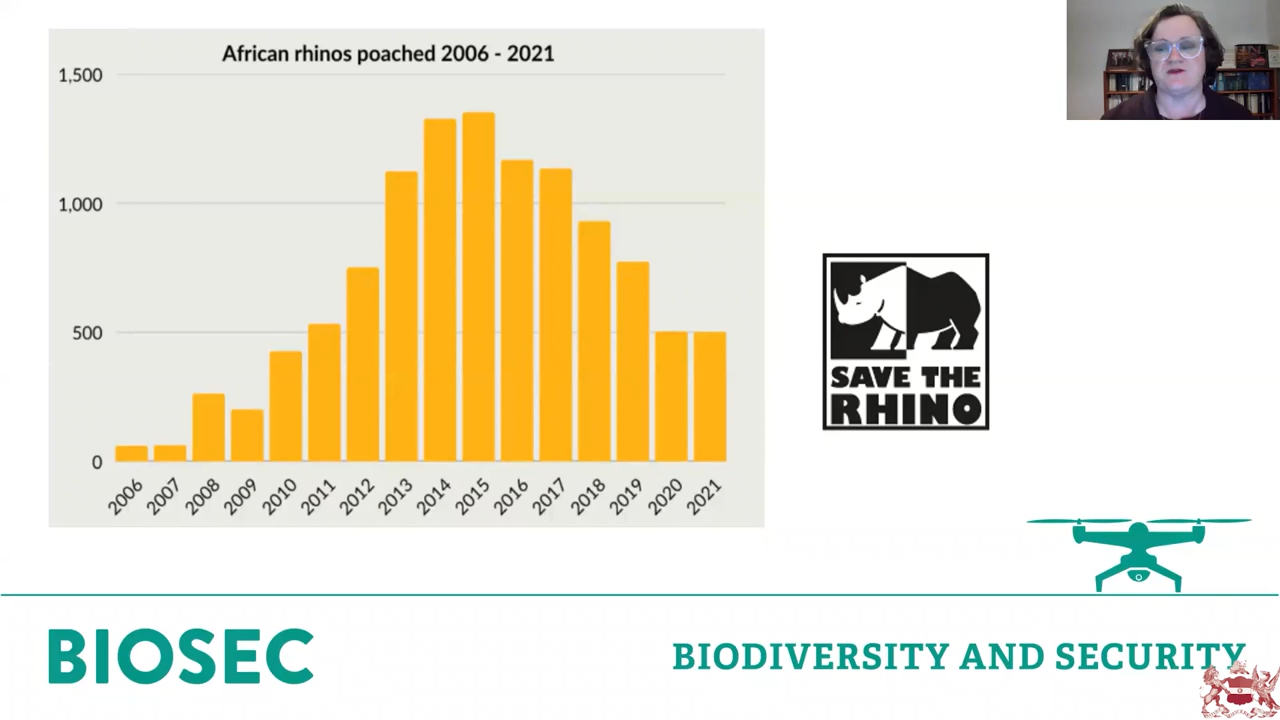 African rhinos poached 2006 - 2021
1,500
1,000
500
0
2006 2007 2008 2009 2010 2011 2012 2013 2014 2015 2016 2017 2018 2019 2020 2021
SAVE THE
RHINO
BIOSEC
BIODIVERSITY AND SECURITY